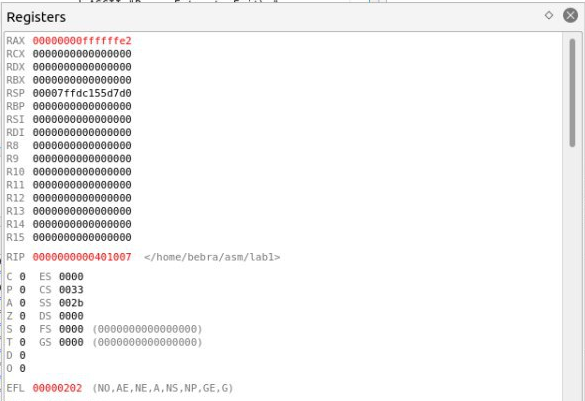 Registers
RAX 00000000ffffffe2
RCX 0000000000000000
RDX 0000000000000000
RBX 0000000000000000
RSP 00007ffdc155d7d0
RBP 0000000000000000
RSI 0000000000000000
RDI 0000000000000000
R8 0000000000000000
R9 0000000000000000
R10 0000000000000000
R11 0000000000000000
R12 0000000000000000
R13 0000000000000000
R14 0000000000000000
R15 0000000000000000
RIP 0000000000401007 </home/bebra/asm/lab1>
C 0 ES 0000
P 0 CS 0033
A 0 SS 002b
Z 0 DS 0000
S 0 FS 0000 (0000000000000000)
T 0 GS 0000 (0000000000000000)
D 0
O 0
EFL 00000202 (NO,AE,NE,A,NS,NP,GE,G)